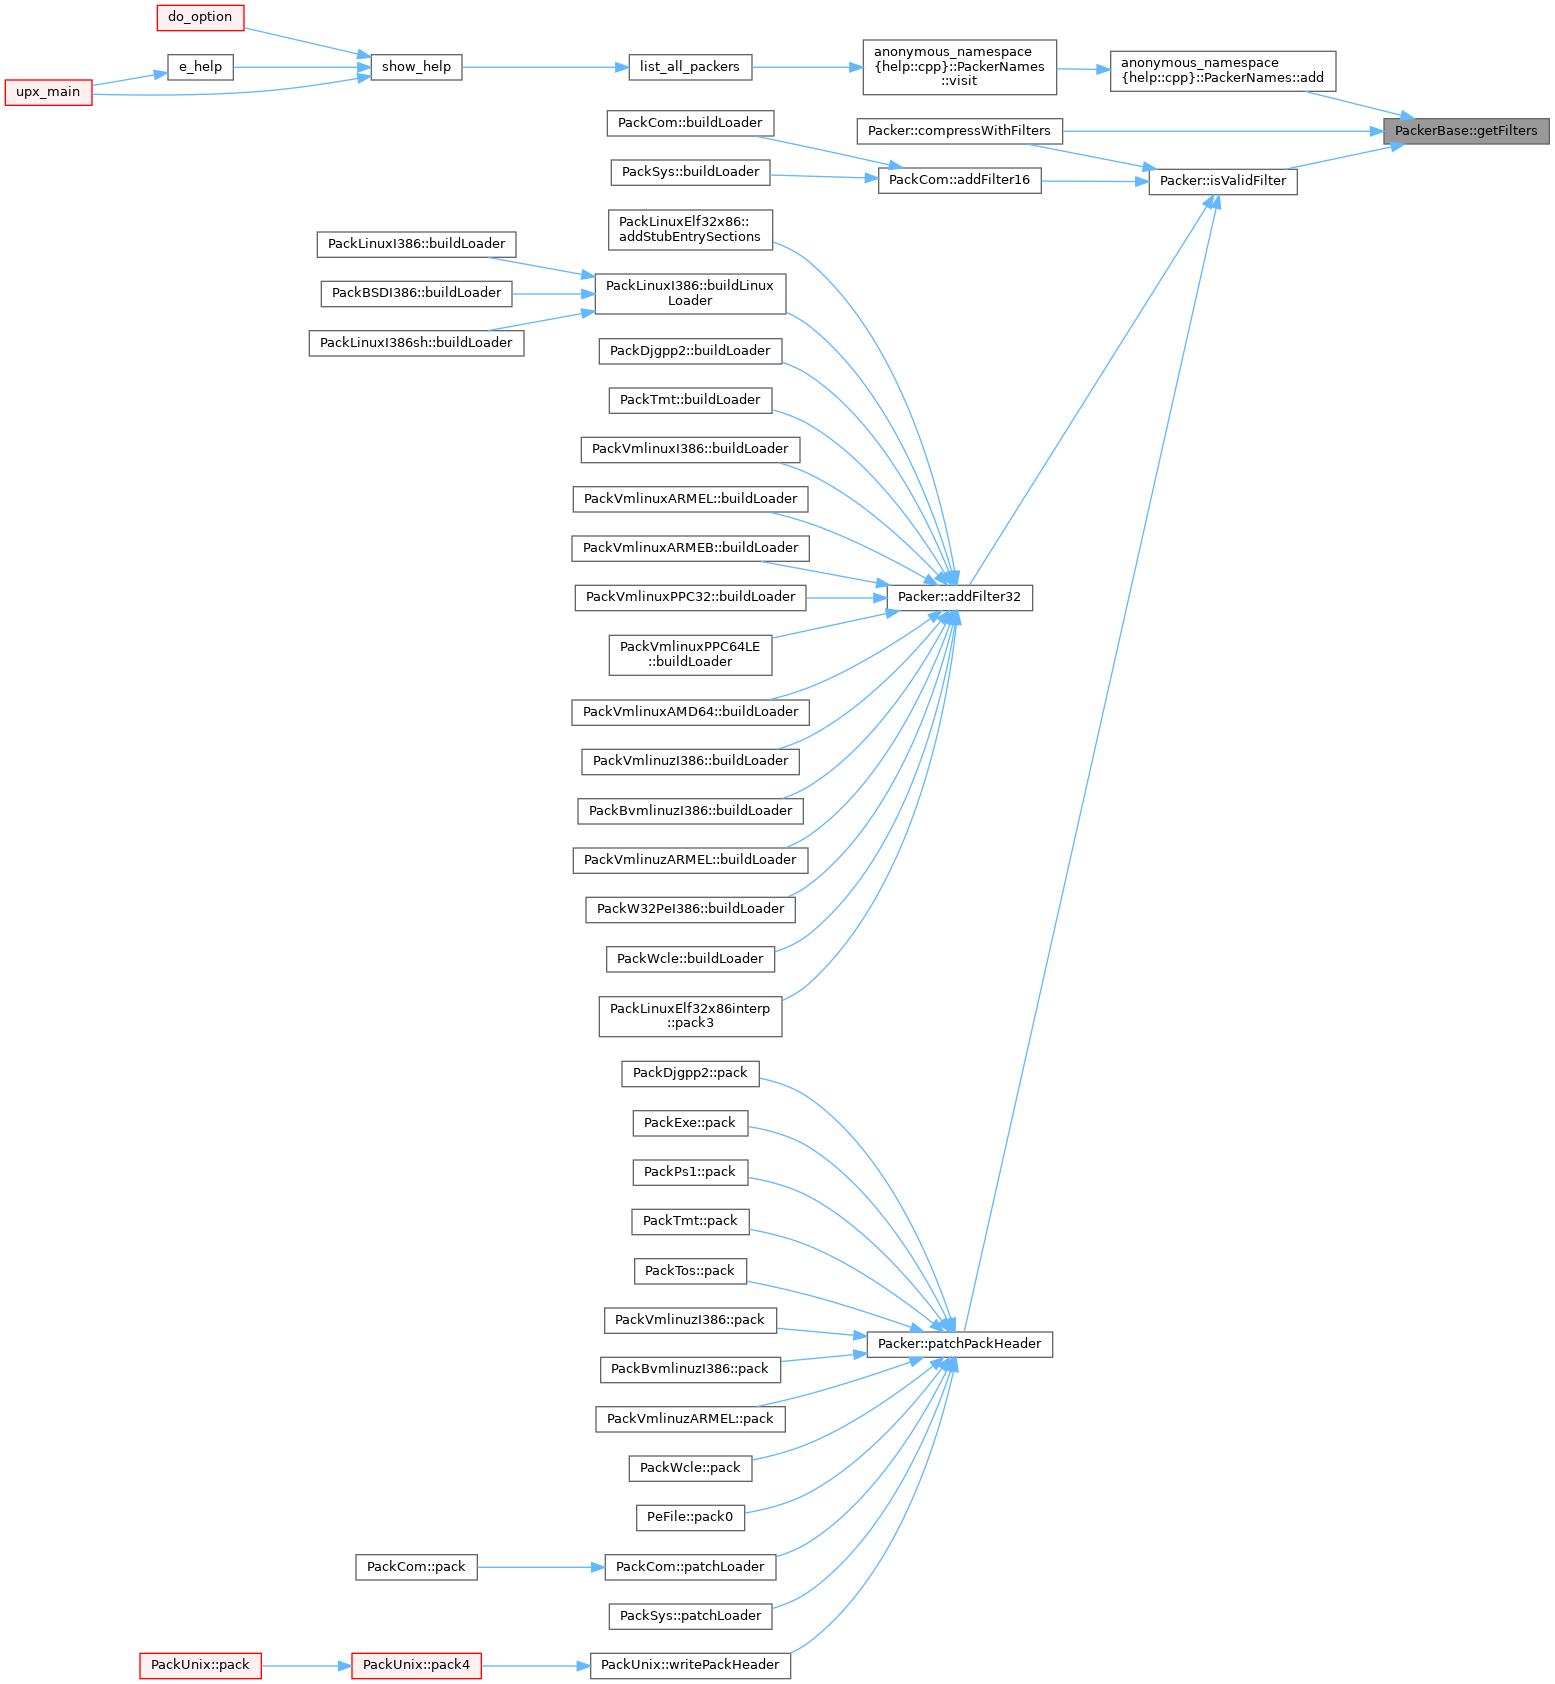 do_option
e_help
show_help
list_all_packers
anonymous_namespace
{help::cpp}::PackerNames
::visit
anonymous_namespace
{help::cpp}::PackerNames::add
upx_main
PackCom::buildLoader
Packer::compressWithFilters
PackerBase::getFilters
PackSys::buildLoader
PackCom::addFilter16
Packer::isValidFilter
PackLinuxElf32x86::
addStubEntrySections
PackLinuxI386::buildLoader
PackBSDI386::buildLoader
PackLinuxI386::buildLinux
Loader
PackLinuxI386sh::buildLoader
PackDjgpp2::buildLoader
PackTmt::buildLoader
PackVmlinuxI386::buildLoader
PackVmlinuxARMEL::buildLoader
PackVmlinuxARMEB::buildLoader
PackVmlinuxPPC32::buildLoader
Packer::addFilter32
PackVmlinuxPPC64LE
::buildLoader
PackVmlinuxAMD64::buildLoader
PackVmlinuzI386::buildLoader
PackBvmlinuzI386::buildLoader
PackVmlinuzARMEL::buildLoader
PackW32PeI386::buildLoader
PackWcle::buildLoader
PackLinuxElf32x86interp
::pack3
PackDjgpp2::pack
PackExe::pack
PackPs1::pack
PackTmt::pack
PackTos::pack
PackVmlinuzI386::pack
Packer::patchPackHeader
PackBvmlinuzI386::pack
PackVmlinuzARMEL::pack
PackWcle::pack
PeFile::pack0
PackCom::pack
PackCom::patchLoader
PackSys::patchLoader
PackUnix::pack
PackUnix::pack4
PackUnix::writePackHeader